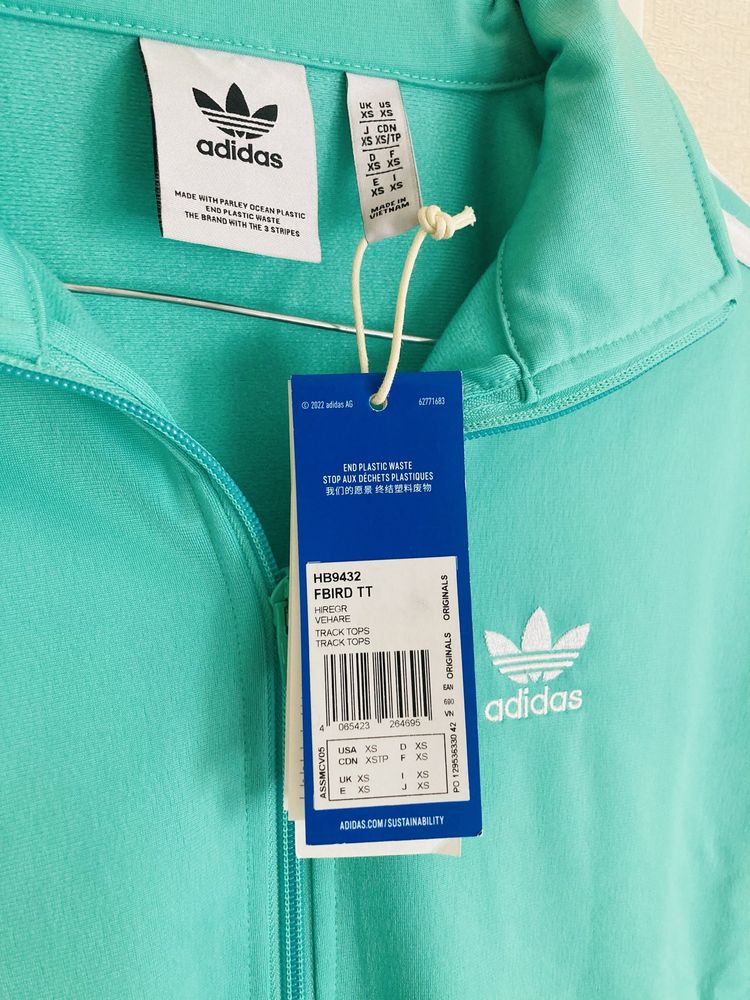 adidas
MADE WITH PARLEY OCEAN PLASTIC
END PLASTIC WASTE
THE BRAND WITH THE 3 STRIPES
UK US
XS XS
J CDN
XS XS/TP
D F
XS XS
E I
XS XS
MADE IN
VIETNAM
© 2022 adidas AG 62771683
END PLASTIC WASTE
STOP AUX DÉCHETS PLASTIQUES
我们的愿景 终结塑料废物
HB9432
FBIRD TT
HIREGR
VEHARE
TRACK TOPS
TRACK TOPS
ORIGINALS
ORIGINALS
EAN
690
VN
4 065423 264695
ASSMCV05
USA XS D XS
CDN XSTP F XS
UK XS I XS
E XS J XS
PO 129536330 42
ADIDAS.COM/SUSTAINABILITY
adidas